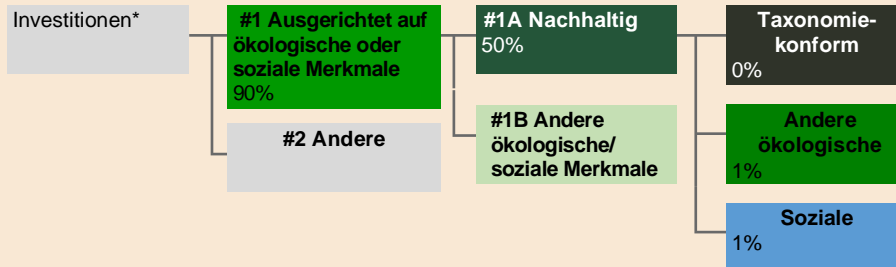 Investitionen*
#1 Ausgerichtet auf
ökologische oder
soziale Merkmale
90%
#2 Andere
#1A Nachhaltig
50%
#1B Andere
ökologische/
soziale Merkmale
Taxonomie-
konform
0%
Andere
ökologische
1%
Soziale
1%